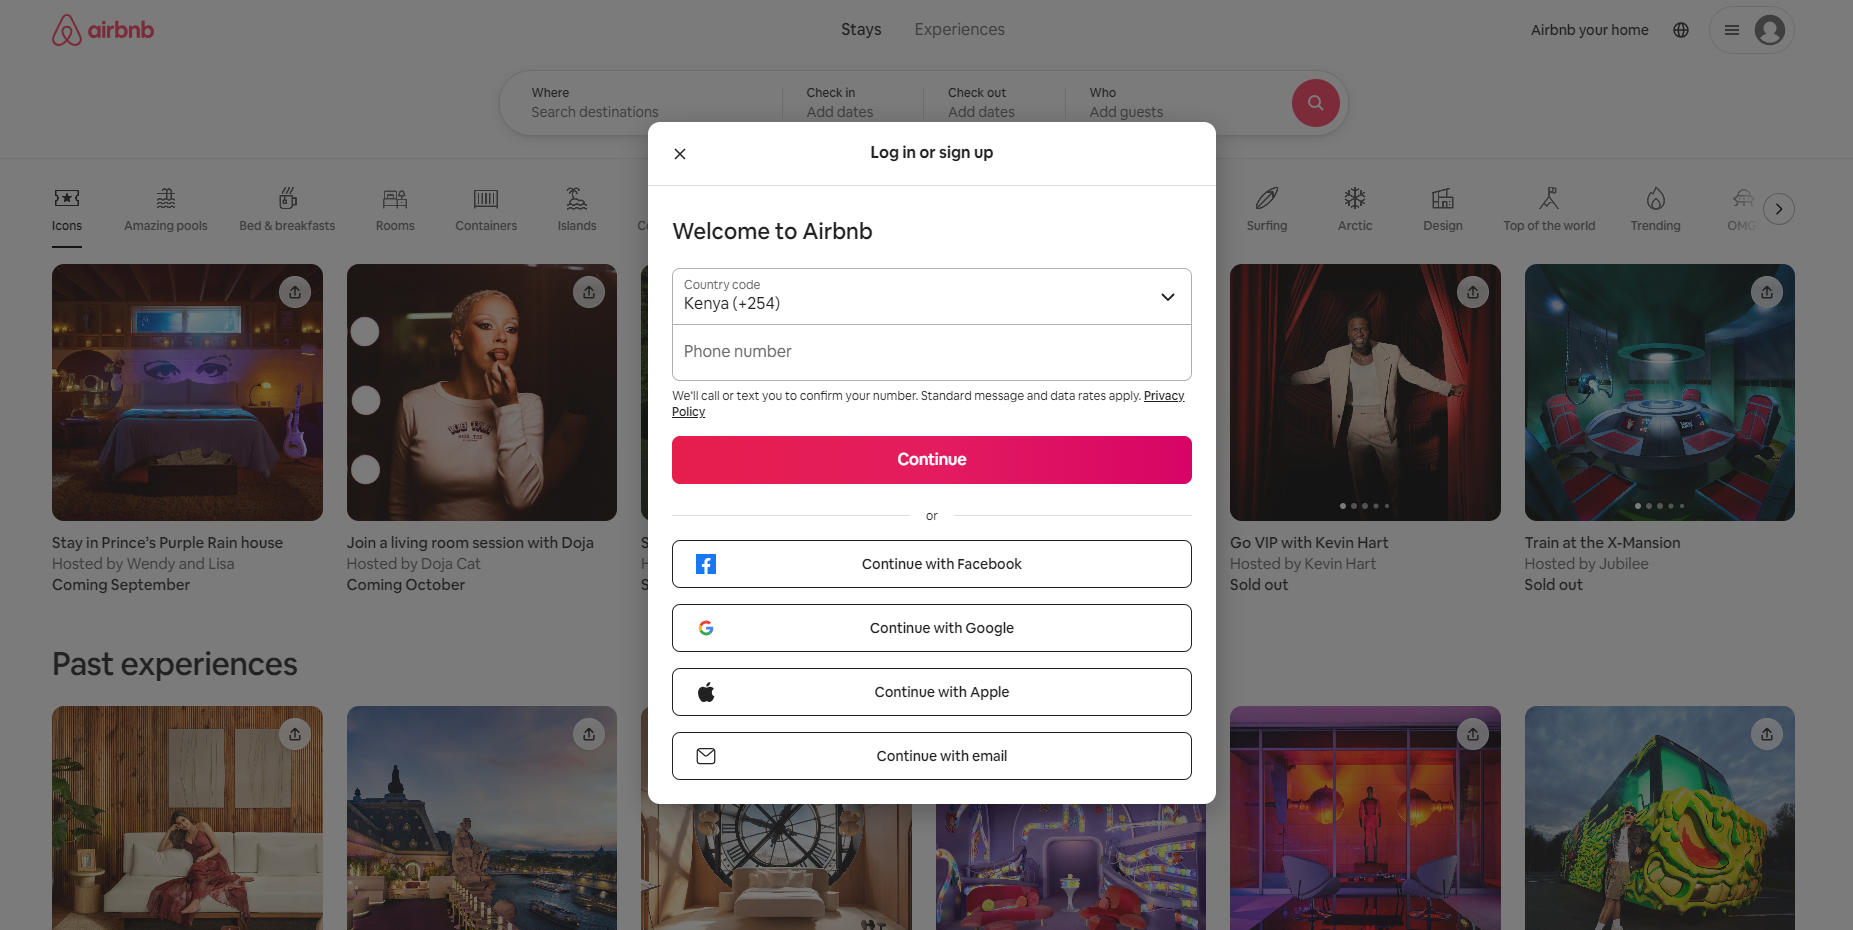 airbnb
Stays
Experiences
Airbnb your home
Where
Search destinations
Check in
Add dates
Check out
Add dates
Who
Add guests
Icons
Amazing pools
Bed & breakfasts
Rooms
Containers
Islands
Surfing
Arctic
Design
Top of the world
Trending
OMG
Log in or sign up
Welcome to Airbnb
Country code
Kenya (+254)
Phone number
We'll call or text you to confirm your number. Standard message and data rates apply. Privacy
Policy
Continue
or
Continue with Facebook
Continue with Google
Continue with Apple
Continue with email
Stay in Prince's Purple Rain house
Hosted by Wendy and Lisa
Coming September
Join a living room session with Doja
Hosted by Doja Cat
Coming October
Go VIP with Kevin Hart
Hosted by Kevin Hart
Sold out
Train at the X-Mansion
Hosted by Jubilee
Sold out
Past experiences